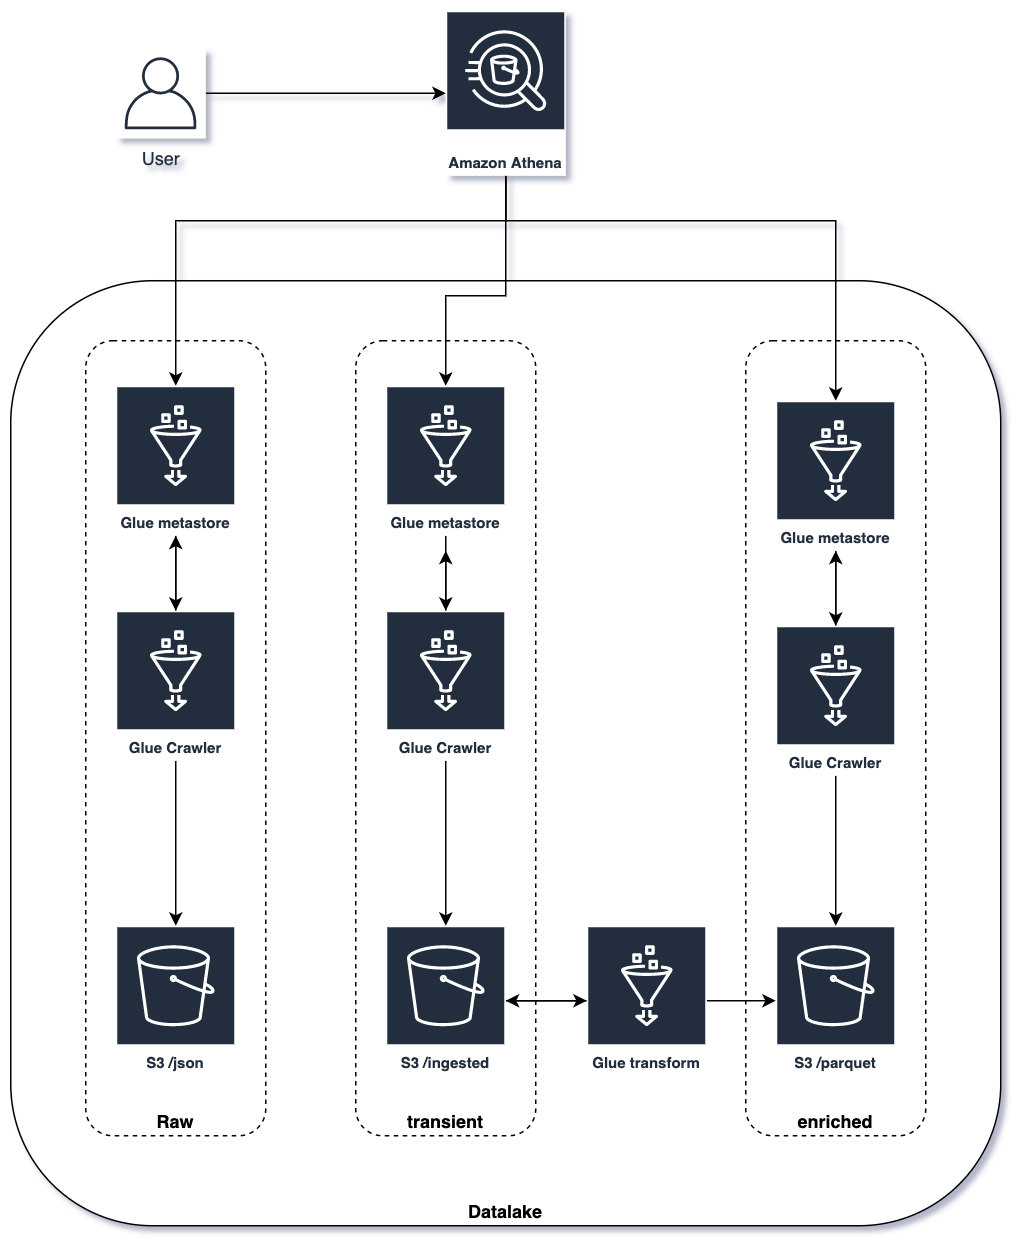 User
Amazon Athena
Glue metastore
Glue metastore
Glue metastore
Glue Crawler
Glue Crawler
Glue Crawler
S3 /json
S3 /ingested
Glue transform
S3 /parquet
Raw
transient
enriched
Datalake